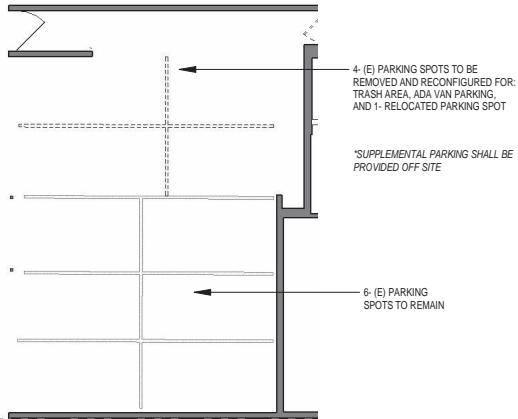 4- (E) PARKING SPOTS TO BE
REMOVED AND RECONFIGURED FOR:
TRASH AREA, ADA VAN PARKING,
AND 1- RELOCATED PARKING SPOT
*SUPPLEMENTAL PARKING SHALL BE
PROVIDED OFF SITE
6- (E) PARKING
SPOTS TO REMAIN